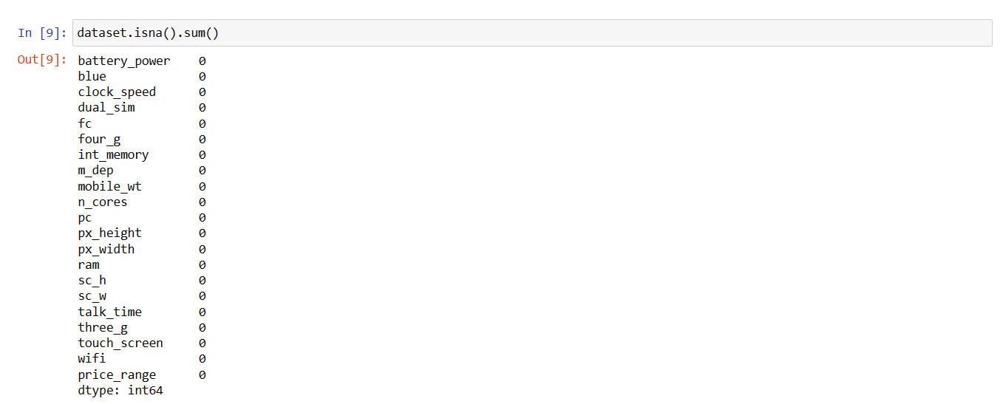 In [9]: dataset.isna().sum()
Out[9]: battery_power    0
blue             0
clock_speed      0
dual_sim         0
fc               0
four_g           0
int_memory       0
m_dep            0
mobile_wt        0
n_cores          0
pc               0
px_height        0
px_width         0
ram              0
sc_h             0
sc_w             0
talk_time        0
three_g          0
touch_screen     0
wifi             0
price_range      0
dtype: int64